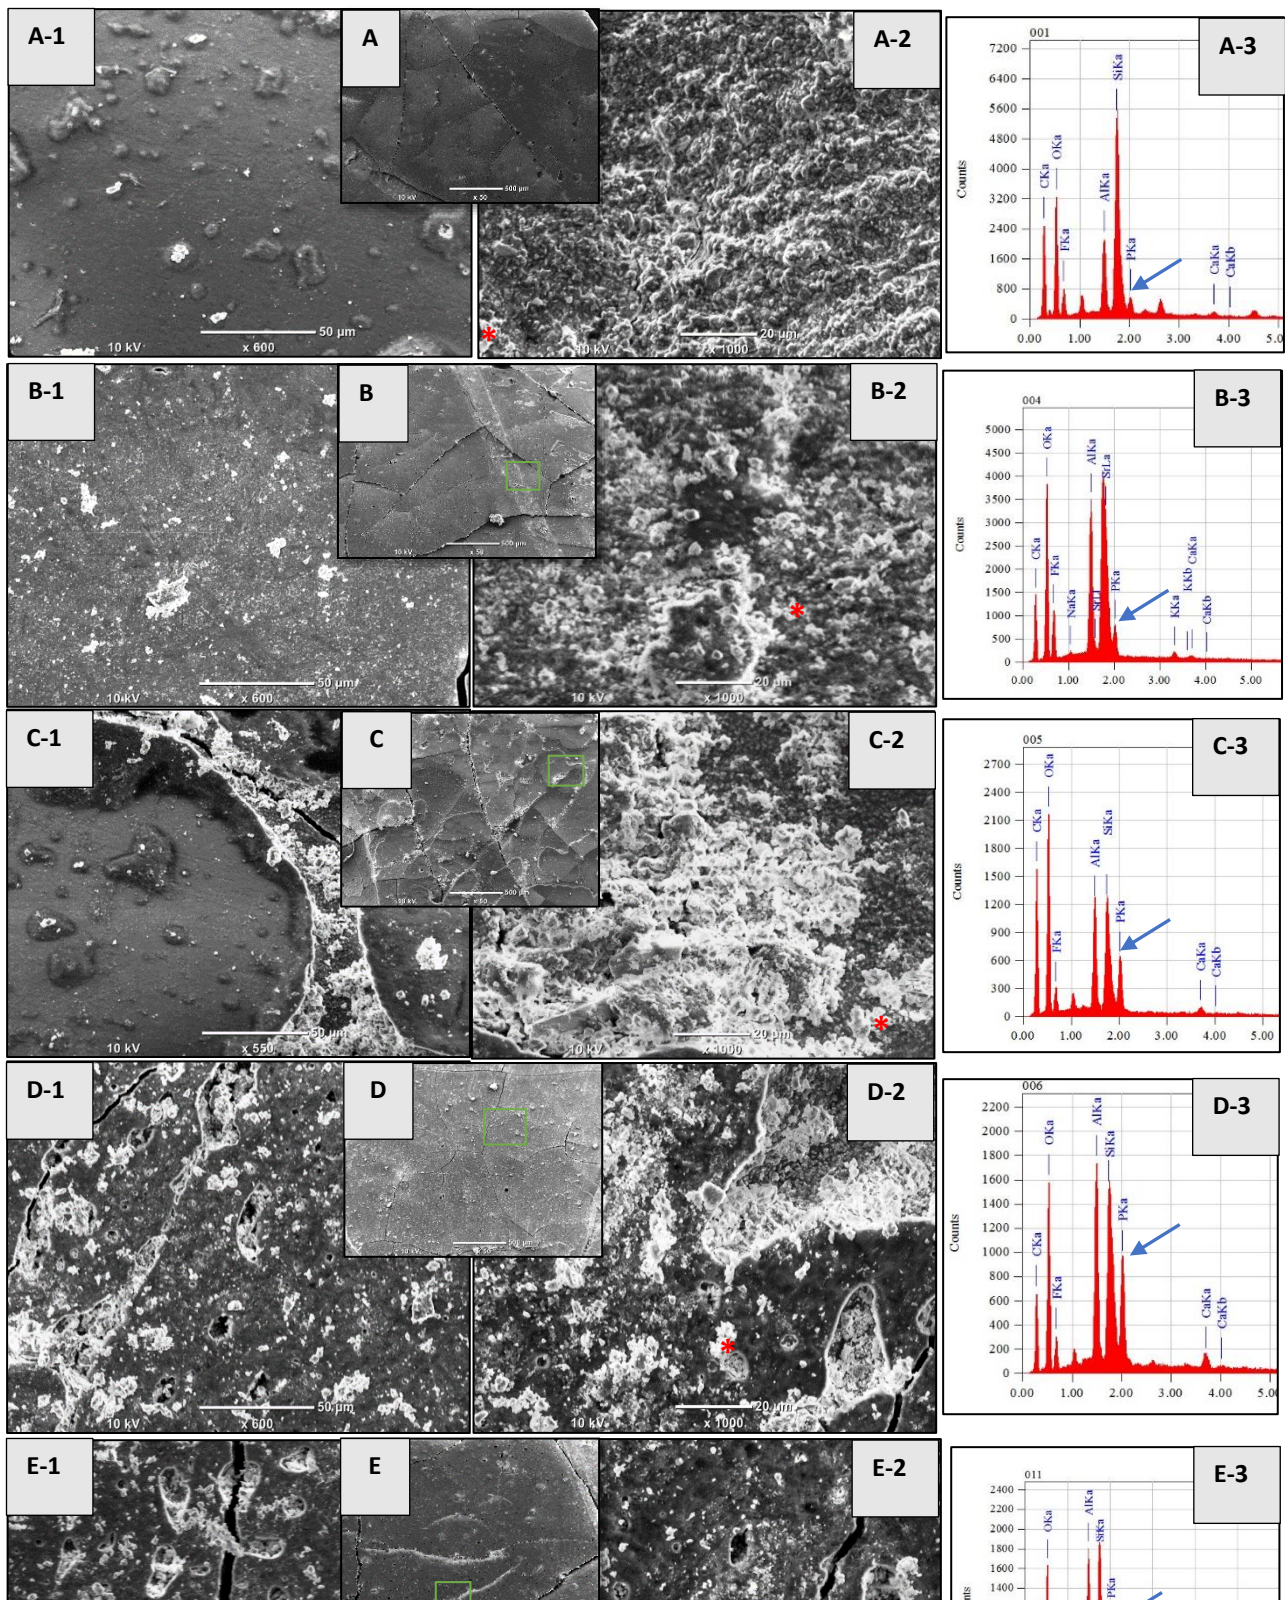 A-1
A
A-2
500 µm
10 kV
x 50
50 µm
10 kV
x 600
20 µm
10 kV
x 1000
A-3
001
7200
6400
5600
4800
4000
3200
2400
1600
800
0
Counts
CKa
OKa
FKa
AlKa
SiKa
PKa
CaKa
CaKb
0.00 1.00 2.00 3.00 4.00 5.0
B-1
B
B-2
500 µm
10 kV
x 50
50 µm
10 kV
x 600
20 µm
10 kV
x 1000
B-3
004
5000
4500
4000
3500
3000
2500
2000
1500
1000
500
0
Counts
CKa
OKa
FKa
NaKa
AlKa
SrLl
SrLa
PKa
KKa
KKb
CaKa
CaKb
0.00 1.00 2.00 3.00 4.00 5.00
C-1
C
C-2
500 µm
10 kV
x 50
50 µm
10 kV
x 550
20 µm
10 kV
x 1000
C-3
005
2700
2400
2100
1800
1500
1200
900
600
300
0
Counts
CKa
OKa
FKa
AlKa
SiKa
PKa
CaKa
CaKb
0.00 1.00 2.00 3.00 4.00 5.00
D-1
D
D-2
500 µm
10 kV
x 50
50 µm
10 kV
x 600
20 µm
10 kV
x 1000
D-3
006
2200
2000
1800
1600
1400
1200
1000
800
600
400
200
0
Counts
CKa
OKa
FKa
AlKa
SiKa
PKa
CaKa
CaKb
0.00 1.00 2.00 3.00 4.00 5.00
E-1
E
E-2
E-3
011
2400
2200
2000
1800
1600
1400
OKa
AlKa
SiKa
PKa